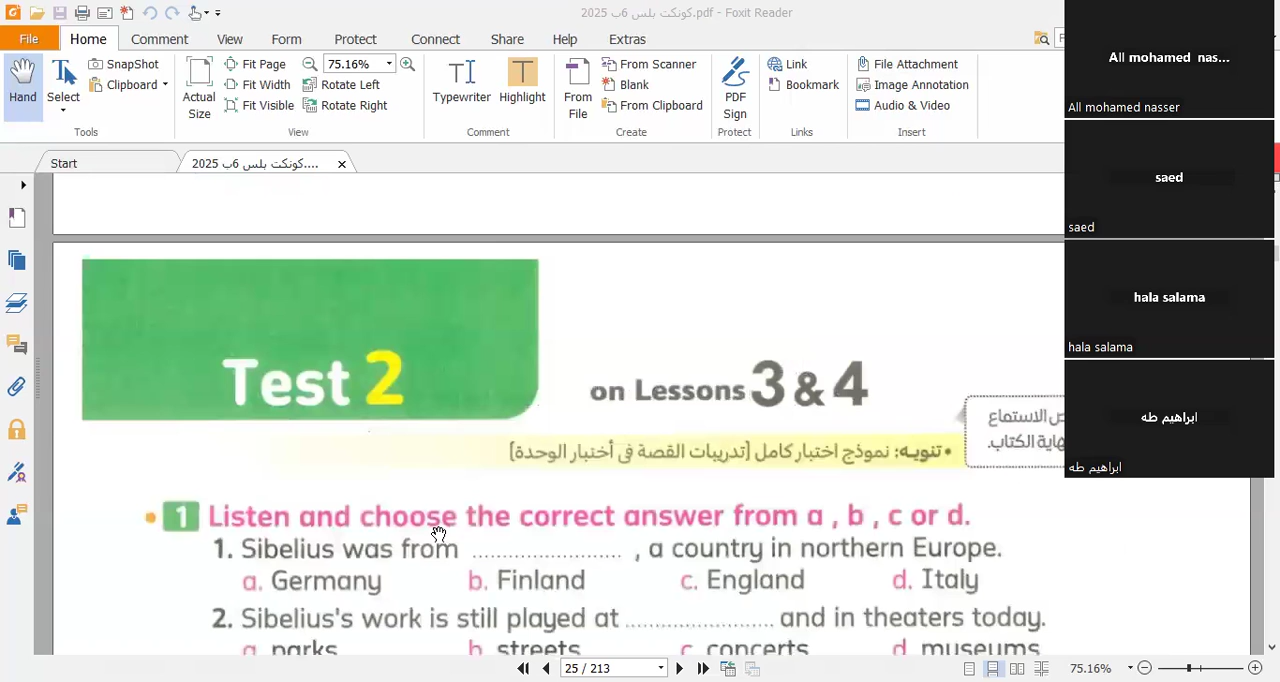 كونكت بلس 6ب 2025.pdf - Foxit Reader
File Home Comment View Form Protect Connect Share Help Extras
Hand
Select
SnapShot
Clipboard
Tools
Actual Size
Fit Page
Fit Width
Fit Visible
75.16%
Rotate Left
Rotate Right
View
Typewriter
Highlight
Comment
From File
From Scanner
Blank
From Clipboard
Create
PDF Sign
Protect
Link
Bookmark
Links
File Attachment
Image Annotation
Audio & Video
Insert
Start
كونكت بلس 6ب 2025....
All mohamed nas...
All mohamed nasser
saed
saed
hala salama
hala salama
ابراهيم طه
ابراهيم طه
Test 2
on Lessons 3 & 4
الاستماع
نهاية الكتاب.
• تنويه: نموذج اختبار كامل [تدريبات القصة فى أختبار الوحدة]
1 Listen and choose the correct answer from a , b , c or d.
1. Sibelius was from ........................ , a country in northern Europe.
a. Germany b. Finland c. England d. Italy
2. Sibelius's work is still played at ........................ and in theaters today.
a. parks b. streets c. concerts d. museums
25 / 213
75.16%